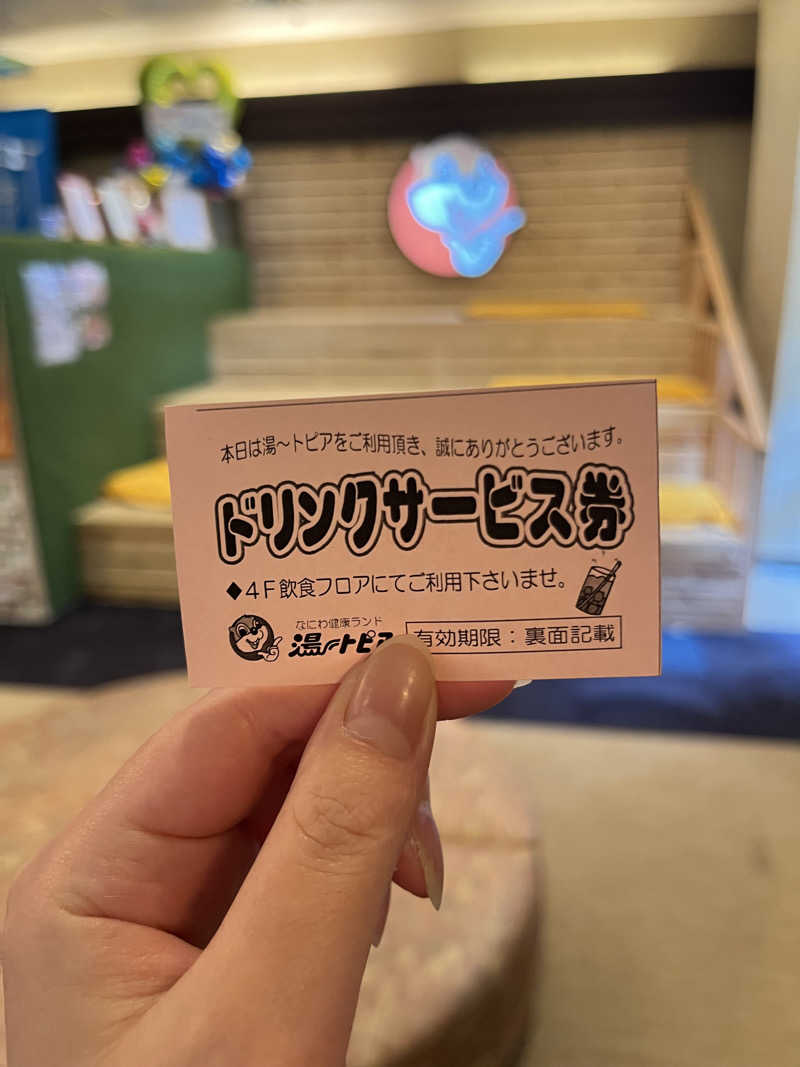 本日は湯〜トピアをご利用頂き、誠にありがとうございます。
ドリンクサービス券
◆4F飲食フロアにてご利用下さいませ。
なにわ健康ランド
湯〜トピア
有効期限：裏面記載